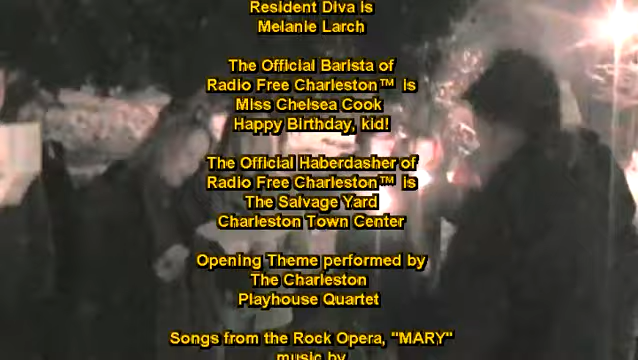 Resident Diva is
Melanie Larch
The Official Barista of
Radio Free Charleston™ is
Miss Chelsea Cook
Happy Birthday, kid!
The Official Haberdasher of
Radio Free Charleston™ is
The Salvage Yard
Charleston Town Center
Opening Theme performed by
The Charleston
Playhouse Quartet
Songs from the Rock Opera, "MARY"
music by